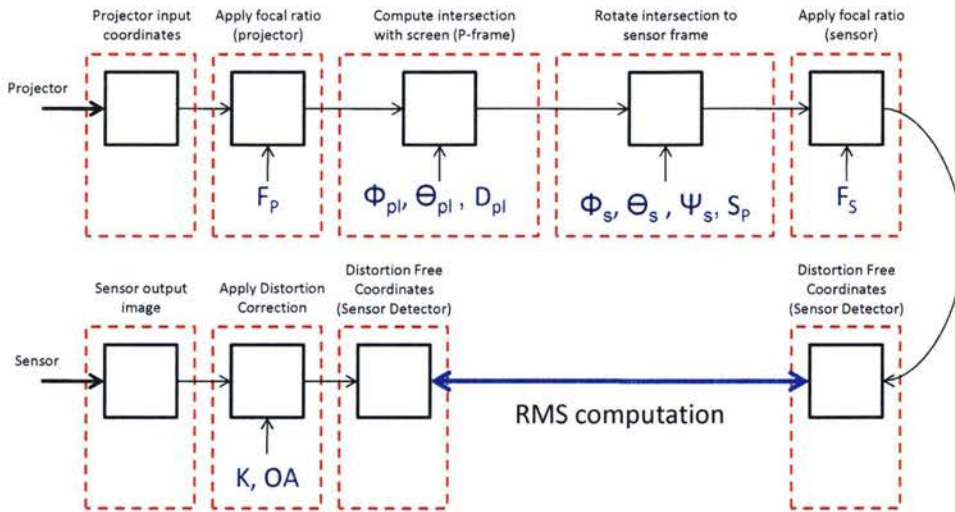 Projector input
coordinates
Apply focal ratio
(projector)
Compute intersection
with screen (P-frame)
Rotate intersection to
sensor frame
Apply focal ratio
(sensor)
Projector
F_P
Φ_pl, Θ_pl , D_pl
Φ_s, Θ_s , Ψ_s, S_P
F_S
Sensor output
image
Apply Distortion
Correction
Distortion Free
Coordinates
(Sensor Detector)
Distortion Free
Coordinates
(Sensor Detector)
Sensor
RMS computation
K, OA